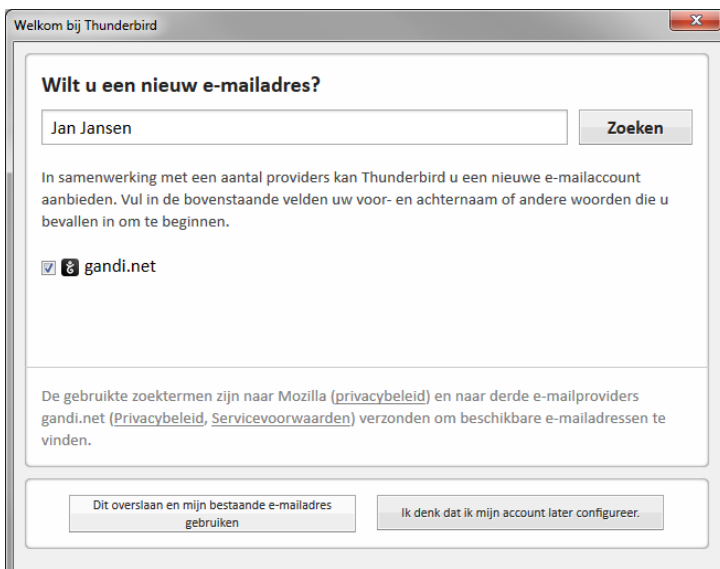 Welkom bij Thunderbird
Wilt u een nieuw e-mailadres?
Jan Jansen
Zoeken
In samenwerking met een aantal providers kan Thunderbird u een nieuwe e-mailaccount
aanbieden. Vul in de bovenstaande velden uw voor- en achternaam of andere woorden die u
bevallen in om te beginnen.
gandi.net
De gebruikte zoektermen zijn naar Mozilla (privacybeleid) en naar derde e-mailproviders
gandi.net (Privacybeleid, Servicevoorwaarden) verzonden om beschikbare e-mailadressen te
vinden.
Dit overslaan en mijn bestaande e-mailadres
gebruiken
Ik denk dat ik mijn account later configureer.